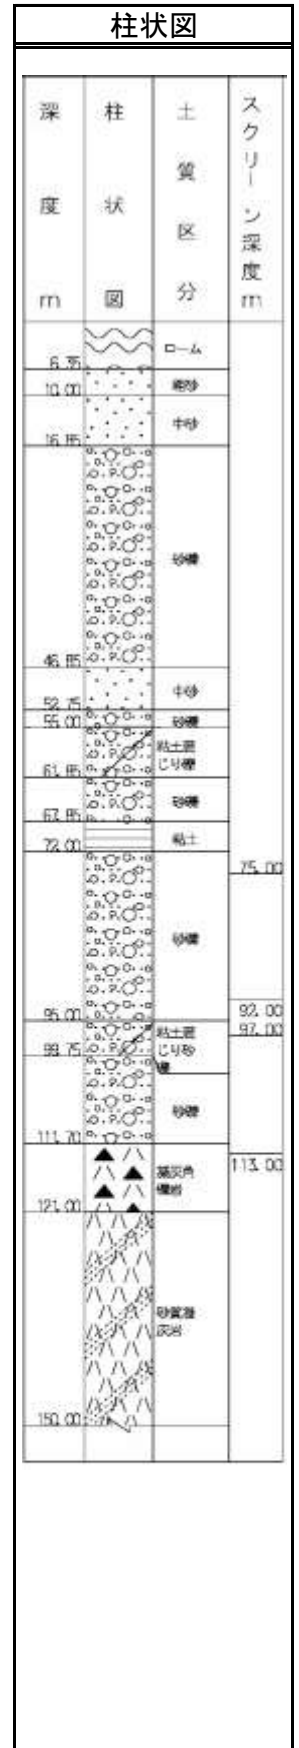 柱状図
深度m
柱状図
土質区分
スクリーン深度m
ローム
6.35
細砂
10.00
中砂
16.85
砂礫
46.85
中砂
52.75
砂礫
55.00
粘土混
じり礫
61.85
砂礫
67.85
粘土
72.00
75.00
砂礫
92.00
95.00
97.00
粘土混
じり砂
礫
99.75
砂礫
111.70
113.00
凝灰角
礫岩
121.00
砂質凝
灰岩
150.00